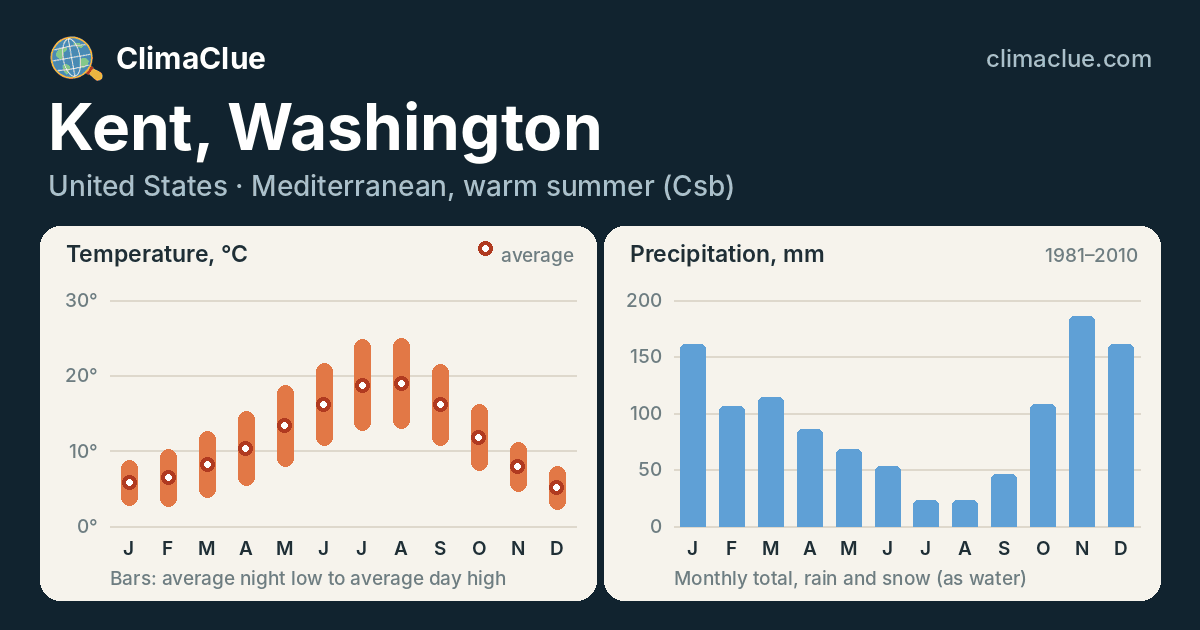 ClimaClue
climaclue.com
Kent, Washington
United States · Mediterranean, warm summer (Csb)
Temperature, °C
average
30°
20°
10°
0°
J F M A M J J A S O N D
Bars: average night low to average day high
Precipitation, mm
1981–2010
200
150
100
50
0
J F M A M J J A S O N D
Monthly total, rain and snow (as water)